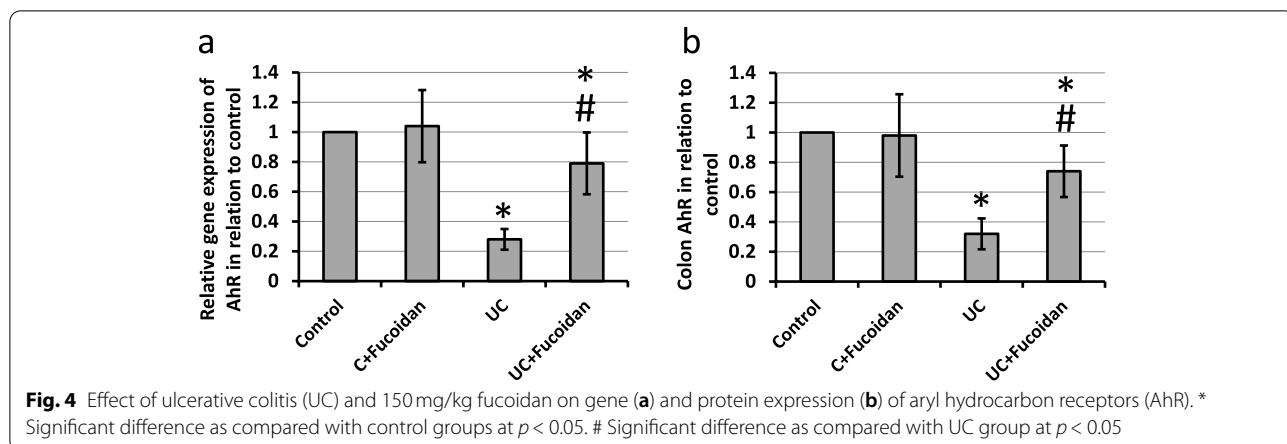 a
Relative gene expression of
AhR in relation to control
1.4
1.2
1
0.8
0.6
0.4
0.2
0
*
*
#
Control
C+Fucoidan
UC
UC+Fucoidan
b
Colon AhR in relation to
control
1.4
1.2
1
0.8
0.6
0.4
0.2
0
*
*
#
Control
C+Fucoidan
UC
UC+Fucoidan
Fig. 4 Effect of ulcerative colitis (UC) and 150 mg/kg fucoidan on gene (a) and protein expression (b) of aryl hydrocarbon receptors (AhR). *
Significant difference as compared with control groups at p < 0.05. # Significant difference as compared with UC group at p < 0.05